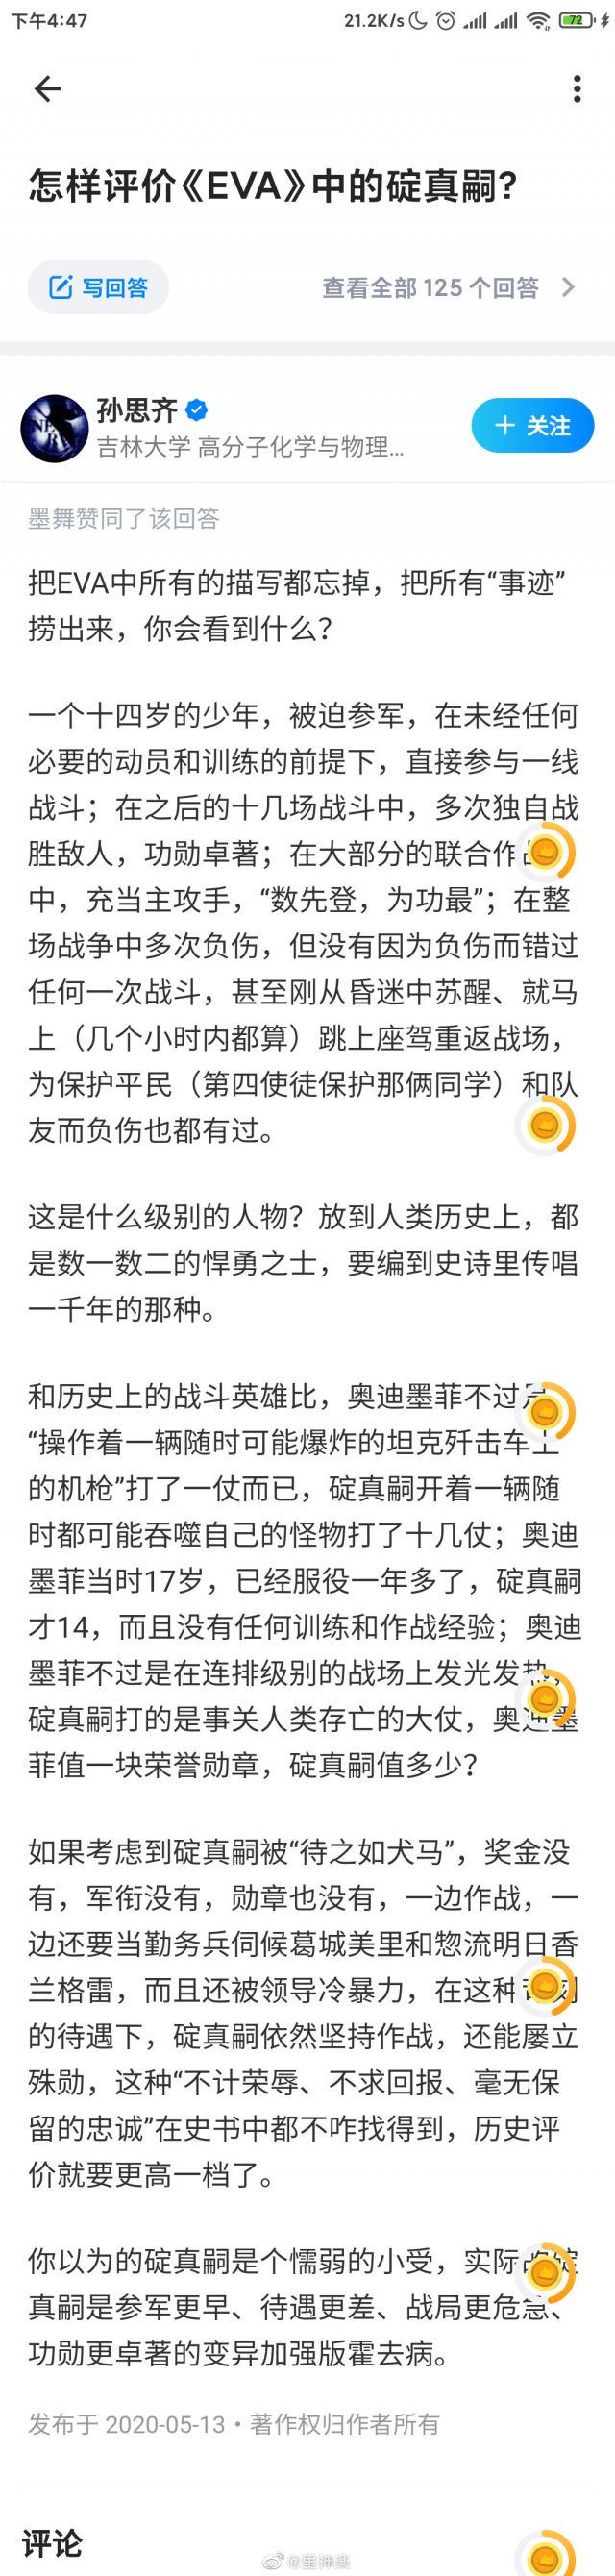 下午4:47
21.2K/s
72
怎样评价《EVA》中的碇真嗣?
写回答
查看全部 125 个回答
孙思齐
吉林大学 高分子化学与物理...
+ 关注
墨舞赞同了该回答
把EVA中所有的描写都忘掉，把所有“事迹”
捞出来，你会看到什么？
一个十四岁的少年，被迫参军，在未经任何
必要的动员和训练的前提下，直接参与一线
战斗；在之后的十几场战斗中，多次独自战
胜敌人，功勋卓著；在大部分的联合作
中，充当主攻手，“数先登，为功最”；在整
场战争中多次负伤，但没有因为负伤而错过
任何一次战斗，甚至刚从昏迷中苏醒、就马
上（几个小时内都算）跳上座驾重返战场，
为保护平民（第四使徒保护那俩同学）和队
友而负伤也都有过。
这是什么级别的人物？放到人类历史上，都
是数一数二的悍勇之士，要编到史诗里传唱
一千年的那种。
和历史上的战斗英雄比，奥迪墨菲不过是
“操作着一辆随时可能爆炸的坦克歼击车上
的机枪”打了一仗而已，碇真嗣开着一辆随
时都可能吞噬自己的怪物打了十几仗；奥迪
墨菲当时17岁，已经服役一年多了，碇真嗣
才14，而且没有任何训练和作战经验；奥迪
墨菲不过是在连排级别的战场上发光发热，
碇真嗣打的是事关人类存亡的大仗，奥迪墨
菲值一块荣誉勋章，碇真嗣值多少？
如果考虑到碇真嗣被“待之如犬马”，奖金没
有，军衔没有，勋章也没有，一边作战，一
边还要当勤务兵伺候葛城美里和惣流明日香
兰格雷，而且还被领导冷暴力，在这种苛刻
的待遇下，碇真嗣依然坚持作战，还能屡立
殊勋，这种“不计荣辱、不求回报、毫无保
留的忠诚”在史书中都不咋找得到，历史评
价就要更高一档了。
你以为的碇真嗣是个懦弱的小受，实际的碇
真嗣是参军更早、待遇更差、战局更危急、
功勋更卓著的变异加强版霍去病。
发布于 2020-05-13 · 著作权归作者所有
评论
@里神楽